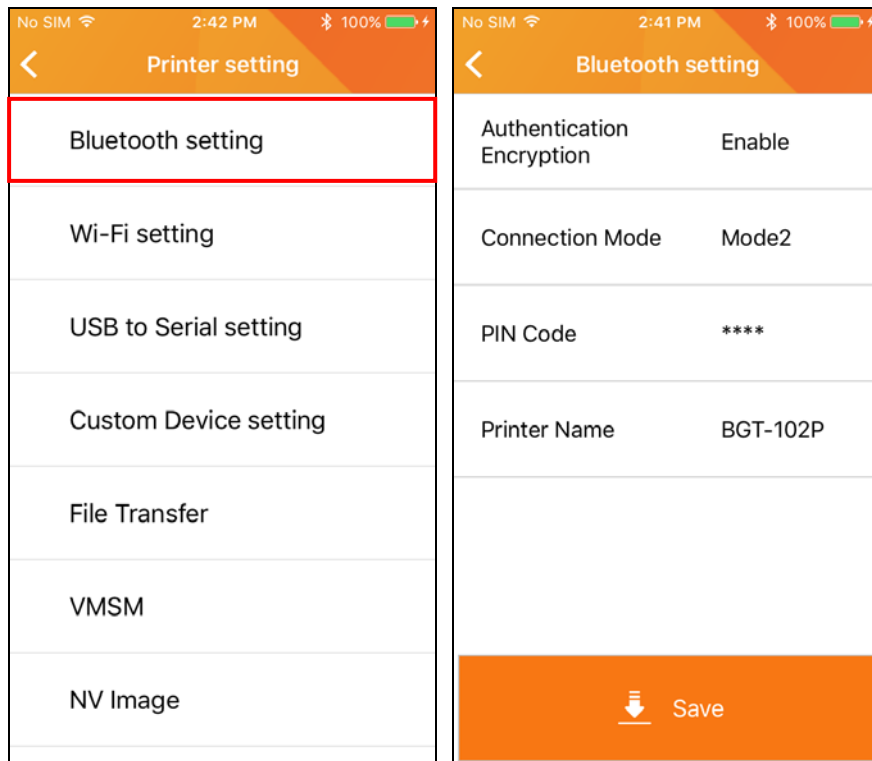 No SIM 2:42 PM 100%
Printer setting
Bluetooth setting
Wi-Fi setting
USB to Serial setting
Custom Device setting
File Transfer
VMSM
NV Image
No SIM 2:41 PM 100%
Bluetooth setting
Authentication
Encryption
Enable
Connection Mode Mode2
PIN Code ****
Printer Name BGT-102P
Save